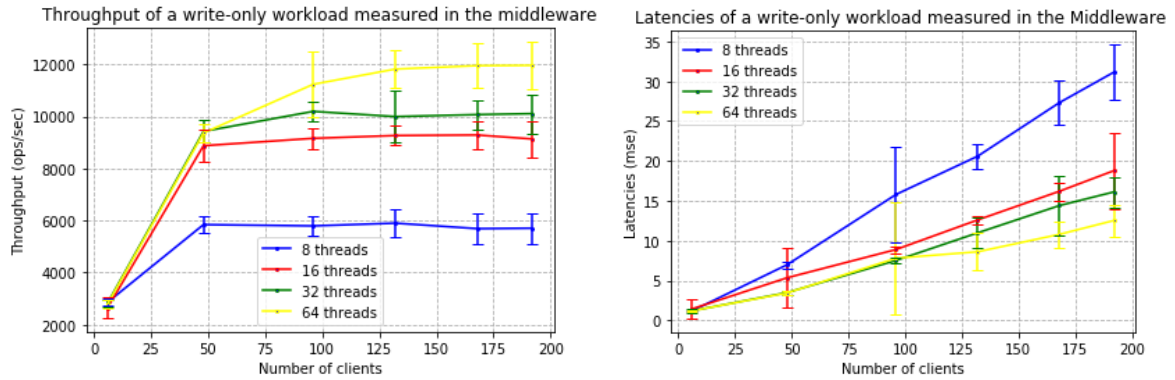 Throughput of a write-only workload measured in the middleware
Throughput (ops/sec)
12000
10000
8000
6000
4000
2000
8 threads
16 threads
32 threads
64 threads
0 25 50 75 100 125 150 175 200
Number of clients
Latencies of a write-only workload measured in the Middleware
Latencies (mse)
35
30
25
20
15
10
5
0
8 threads
16 threads
32 threads
64 threads
0 25 50 75 100 125 150 175 200
Number of clients